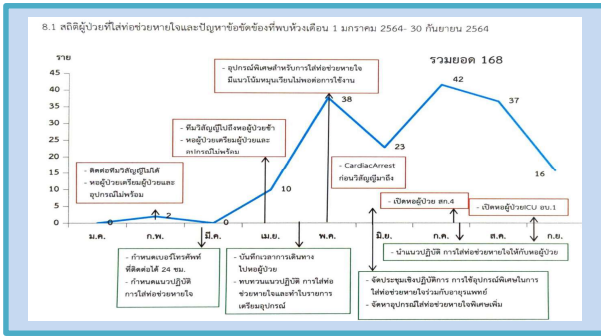 8.1 สถิติผู้ป่วยที่ใส่ท่อช่วยหายใจและปัญหาข้อขัดข้องที่พบห้วงเดือน 1 มกราคม 2564- 30 กันยายน 2564
ราย
รวมยอด 168
- อุปกรณ์พิเศษสำหรับการใส่ท่อช่วยหายใจ
มีแนวโน้มหมุนเวียนไม่พอต่อการใช้งาน
45
40
35
30
25
20
15
10
5
0
0
2
0
10
38
23
42
37
16
- ทีมวิสัญญีไปถึงหอผู้ป่วยช้า
- หอผู้ป่วยเตรียมผู้ป่วยและ
อุปกรณ์ไม่พร้อม
- ติดต่อทีมวิสัญญีไม่ได้
- หอผู้ป่วยเตรียมผู้ป่วยและ
อุปกรณ์ไม่พร้อม
- CardiacArrest
ก่อนวิสัญญีมาถึง
- เปิดหอผู้ป่วย สก.4
- เปิดหอผู้ป่วยICU อบ.1
ม.ค.
ก.พ.
มี.ค.
เม.ย.
พ.ค.
มิ.ย.
ก.ค.
ส.ค.
ก.ย.
- กำหนดเบอร์โทรศัพท์
ที่ติดต่อได้ 24 ชม.
- กำหนดแนวปฏิบัติ
การใส่ท่อช่วยหายใจ
- บันทึกเวลาการเดินทาง
ไปหอผู้ป่วย
- ทบทวนแนวปฏิบัติ การใส่ท่อ
ช่วยหายใจและทำใบรายการ
เตรียมอุปกรณ์
- นำแนวปฏิบัติ การใส่ท่อช่วยหายใจให้กับหอผู้ป่วย
- จัดประชุมเชิงปฏิบัติการ การใช้อุปกรณ์พิเศษในการ
ใส่ท่อช่วยหายใจร่วมกับอายุรแพทย์
- จัดหาอุปกรณ์ใส่ท่อช่วยหายใจพิเศษเพิ่ม